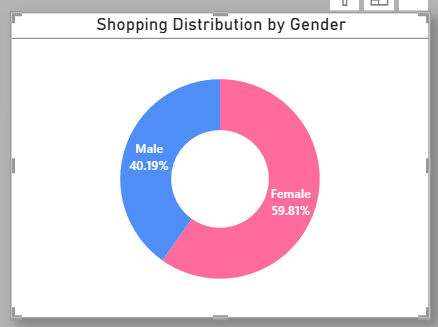 Shopping Distribution by Gender
Male
40.19%
Female
59.81%